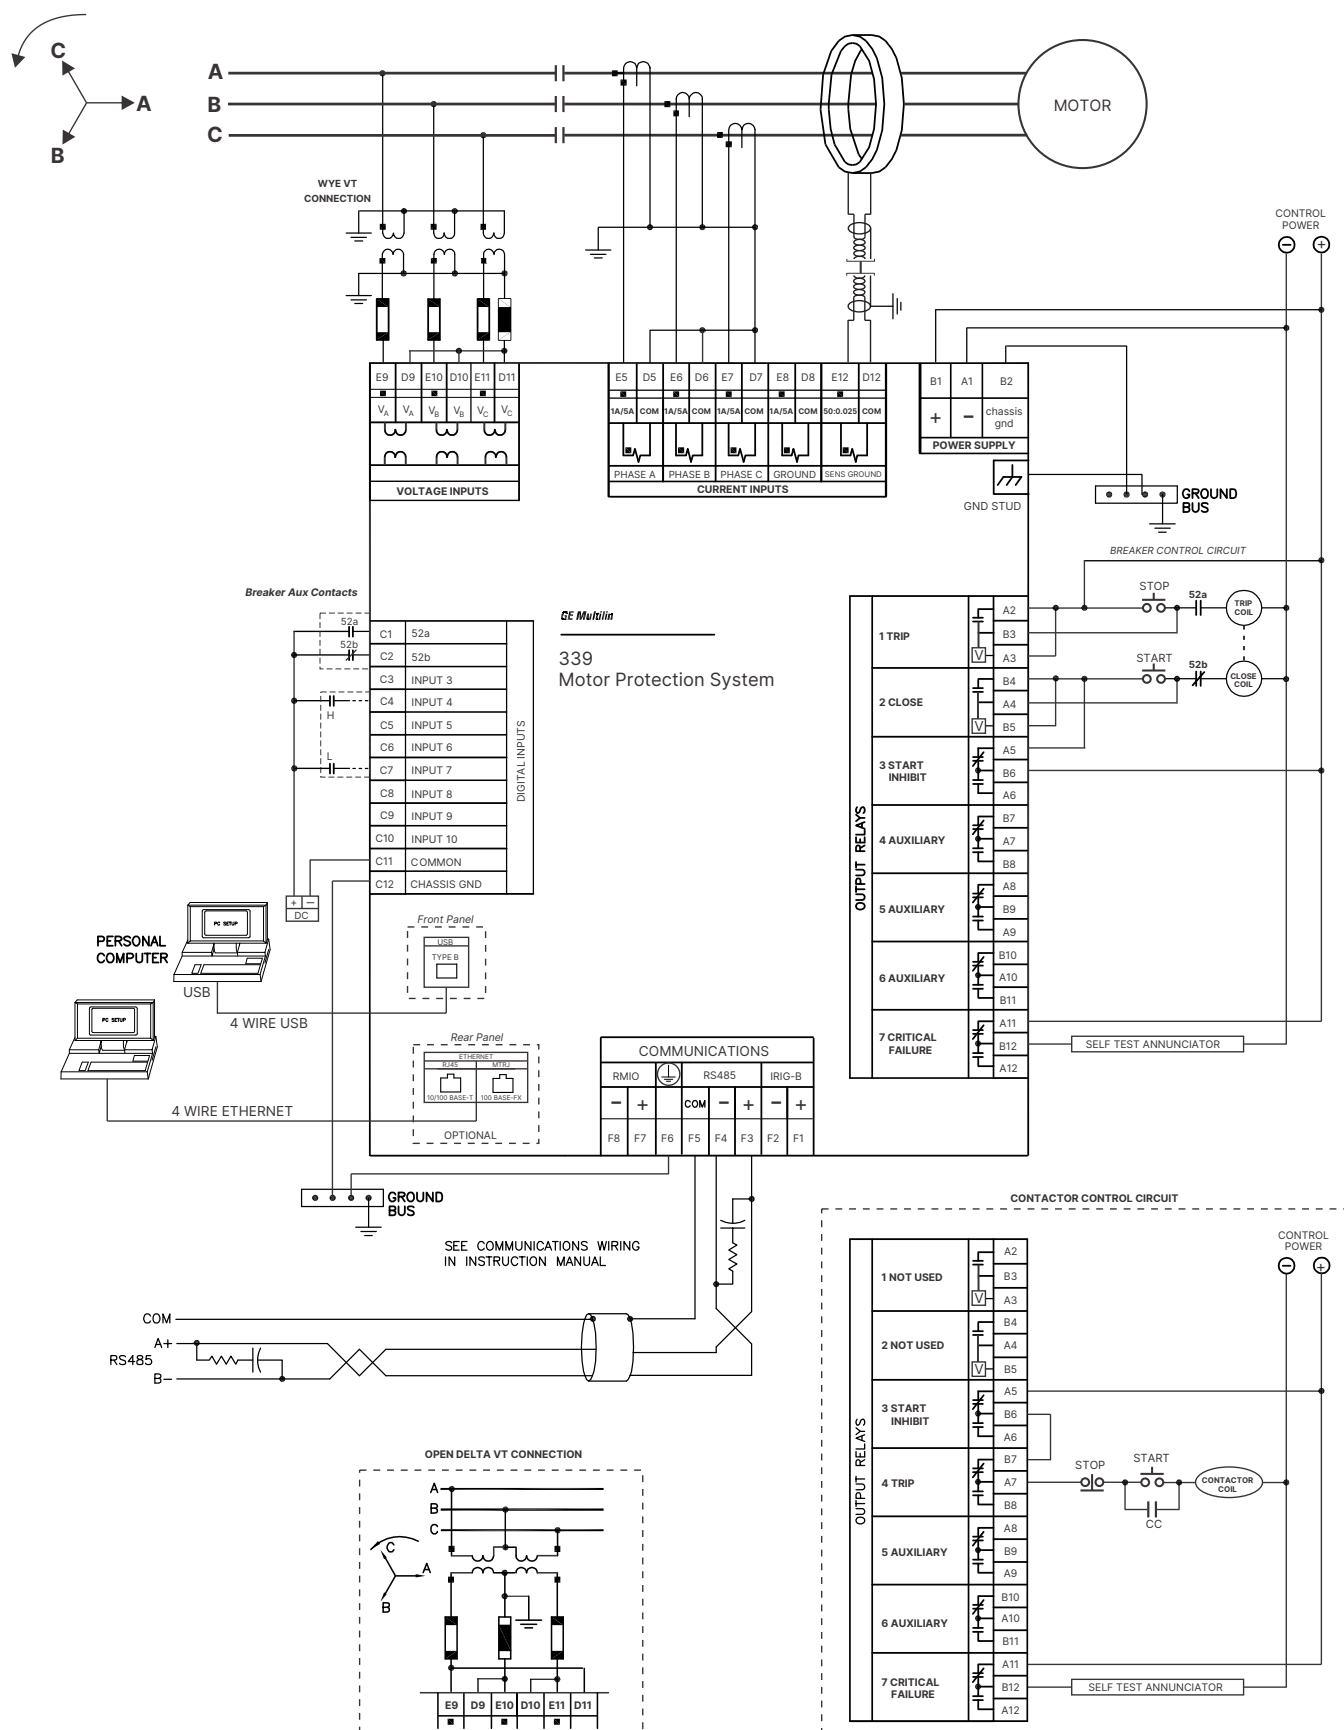 C
A
B
A
B
C
MOTOR
WYE VT
CONNECTION
CONTROL
POWER
− +
E9 D9 E10 D10 E11 D11
VA VA VB VB VC VC
VOLTAGE INPUTS
E5 D5 E6 D6 E7 D7 E8 D8 E12 D12
1A/5A COM 1A/5A COM 1A/5A COM 1A/5A COM 50:0.025 COM
PHASE A PHASE B PHASE C GROUND SENS GROUND
CURRENT INPUTS
B1 A1 B2
+ − chassis
gnd
POWER SUPPLY
GND STUD
GROUND
BUS
BREAKER CONTROL CIRCUIT
STOP
52a
TRIP
COIL
START
52b
CLOSE
COIL
Breaker Aux Contacts
52a
52b
H
L
C1 52a
C2 52b
C3 INPUT 3
C4 INPUT 4
C5 INPUT 5
C6 INPUT 6
C7 INPUT 7
C8 INPUT 8
C9 INPUT 9
C10 INPUT 10
C11 COMMON
C12 CHASSIS GND
DIGITAL INPUTS
+ −
DC
GE Multilin
339
Motor Protection System
OUTPUT RELAYS
1 TRIP
A2
B3
V A3
2 CLOSE
B4
A4
V B5
3 START
INHIBIT
A5
B6
A6
4 AUXILIARY
B7
A7
B8
5 AUXILIARY
A8
B9
A9
6 AUXILIARY
B10
A10
B11
7 CRITICAL
FAILURE
A11
B12
A12
SELF TEST ANNUNCIATOR
PERSONAL
COMPUTER
PC SETUP
USB
4 WIRE USB
PC SETUP
4 WIRE ETHERNET
Front Panel
USB
TYPE B
Rear Panel
ETHERNET
RJ45 MTRJ
10/100 BASE-T 100 BASE-FX
OPTIONAL
COMMUNICATIONS
RMIO RS485 IRIG-B
− + COM − + − +
F8 F7 F6 F5 F4 F3 F2 F1
GROUND
BUS
SEE COMMUNICATIONS WIRING
IN INSTRUCTION MANUAL
COM
A+
RS485
B−
OPEN DELTA VT CONNECTION
A
B
C
C
A
B
E9 D9 E10 D10 E11 D11
CONTACTOR CONTROL CIRCUIT
CONTROL
POWER
− +
OUTPUT RELAYS
1 NOT USED
A2
B3
V A3
2 NOT USED
B4
A4
V B5
3 START
INHIBIT
A5
B6
A6
4 TRIP
B7
A7
B8
STOP
START
CC
CONTACTOR
COIL
5 AUXILIARY
A8
B9
A9
6 AUXILIARY
B10
A10
B11
7 CRITICAL
FAILURE
A11
B12
A12
SELF TEST ANNUNCIATOR